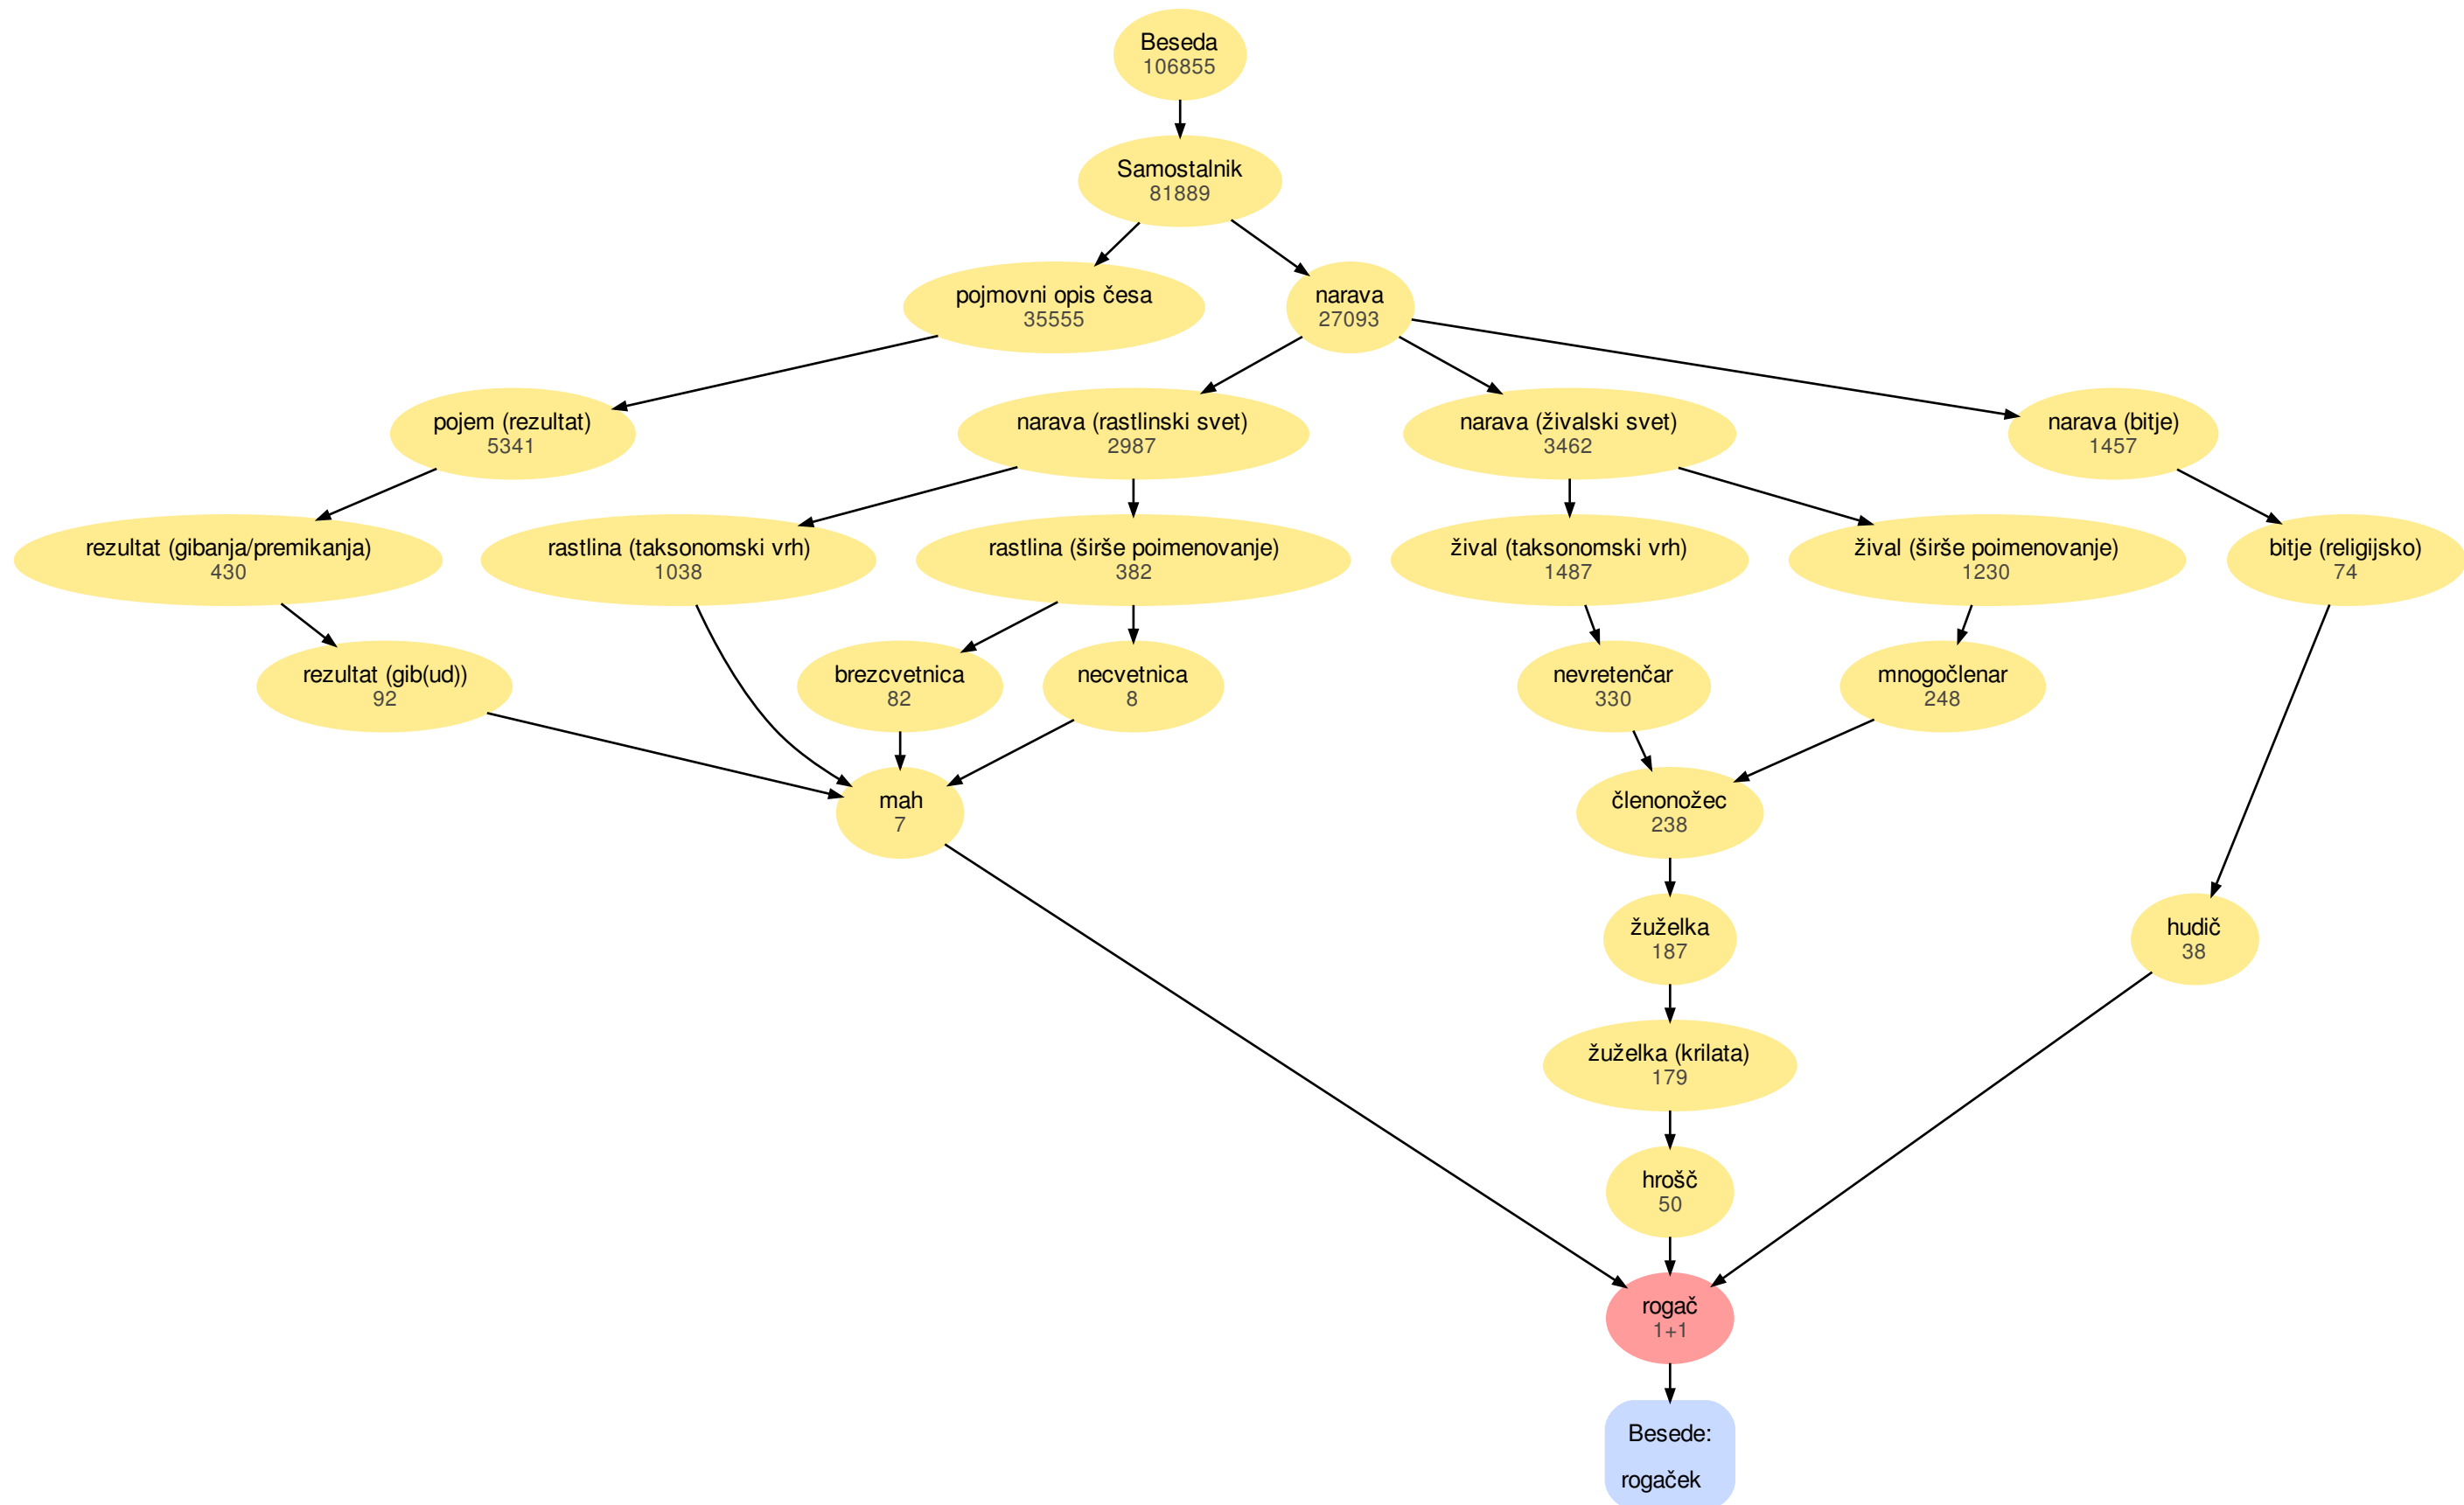 Beseda
106855
Samostalnik
81889
pojmovni opis česa
35555
narava
27093
pojem (rezultat)
5341
narava (rastlinski svet)
2987
narava (živalski svet)
3462
narava (bitje)
1457
rezultat (gibanja/premikanja)
430
rastlina (taksonomski vrh)
1038
rastlina (širše poimenovanje)
382
žival (taksonomski vrh)
1487
žival (širše poimenovanje)
1230
bitje (religijsko)
74
rezultat (gib(ud))
92
brezcvetnica
82
necvetnica
8
nevretenčar
330
mnogočlenar
248
mah
7
členonožec
238
žuželka
187
hudič
38
žuželka (krilata)
179
hrošč
50
rogač
1+1
Besede:
rogaček